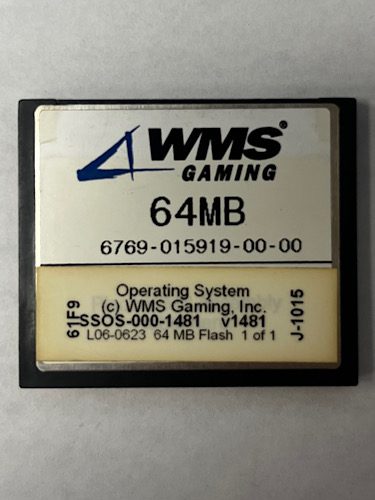 WMS®
GAMING
64MB
6769-015919-00-00
Operating System
(c) WMS Gaming, Inc.
SSOS-000-1481 v1481
L06-0623 64 MB Flash 1 of 1
61F9
J-1015